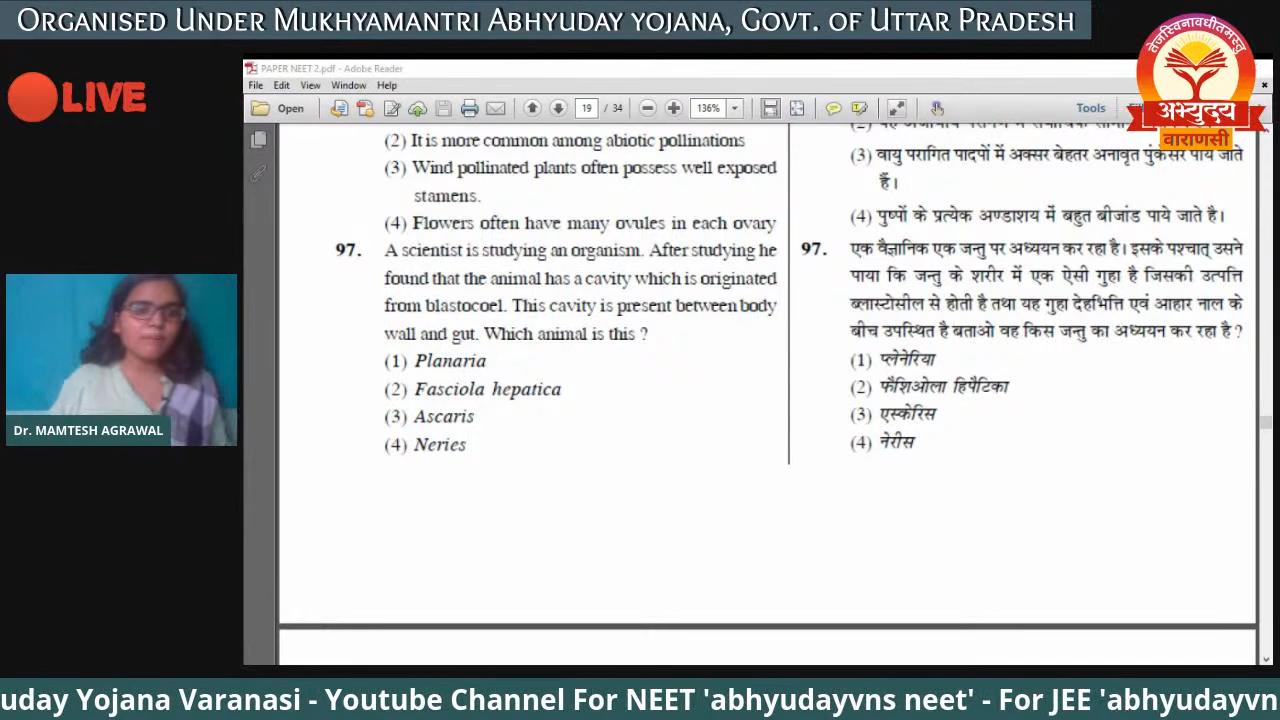 ORGANISED UNDER MUKHYAMANTRI ABHYUDAY YOJANA, GOVT. OF UTTAR PRADESH
LIVE
तेजस्विनावधीतमस्तु
अभ्युदय
वाराणसी
PAPER NEET 2.pdf - Adobe Reader
File Edit View Window Help
Open 19 / 34 136% Tools
(2) It is more common among abiotic pollinations
(3) Wind pollinated plants often possess well exposed
stamens.
(4) Flowers often have many ovules in each ovary
97. A scientist is studying an organism. After studying he
found that the animal has a cavity which is originated
from blastocoel. This cavity is present between body
wall and gut. Which animal is this ?
(1) Planaria
(2) Fasciola hepatica
(3) Ascaris
(4) Neries
(3) वायु परागित पादपों में अक्सर बेहतर अनावृत पुंकेसर पाये जाते
हैं।
(4) पुष्पों के प्रत्येक अण्डाशय में बहुत बीजांड पाये जाते है।
97. एक वैज्ञानिक एक जन्तु पर अध्ययन कर रहा है। इसके पश्चात् उसने
पाया कि जन्तु के शरीर में एक ऐसी गुहा है जिसकी उत्पत्ति
ब्लास्टोसील से होती है तथा यह गुहा देहभित्ति एवं आहार नाल के
बीच उपस्थित है बताओ वह किस जन्तु का अध्ययन कर रहा है ?
(1) प्लेनेरिया
(2) फैशिओला हिपैटिका
(3) एस्केरिस
(4) नेरीस
Dr. MAMTESH AGRAWAL
uday Yojana Varanasi - Youtube Channel For NEET 'abhyudayvns neet' - For JEE 'abhyudayvn